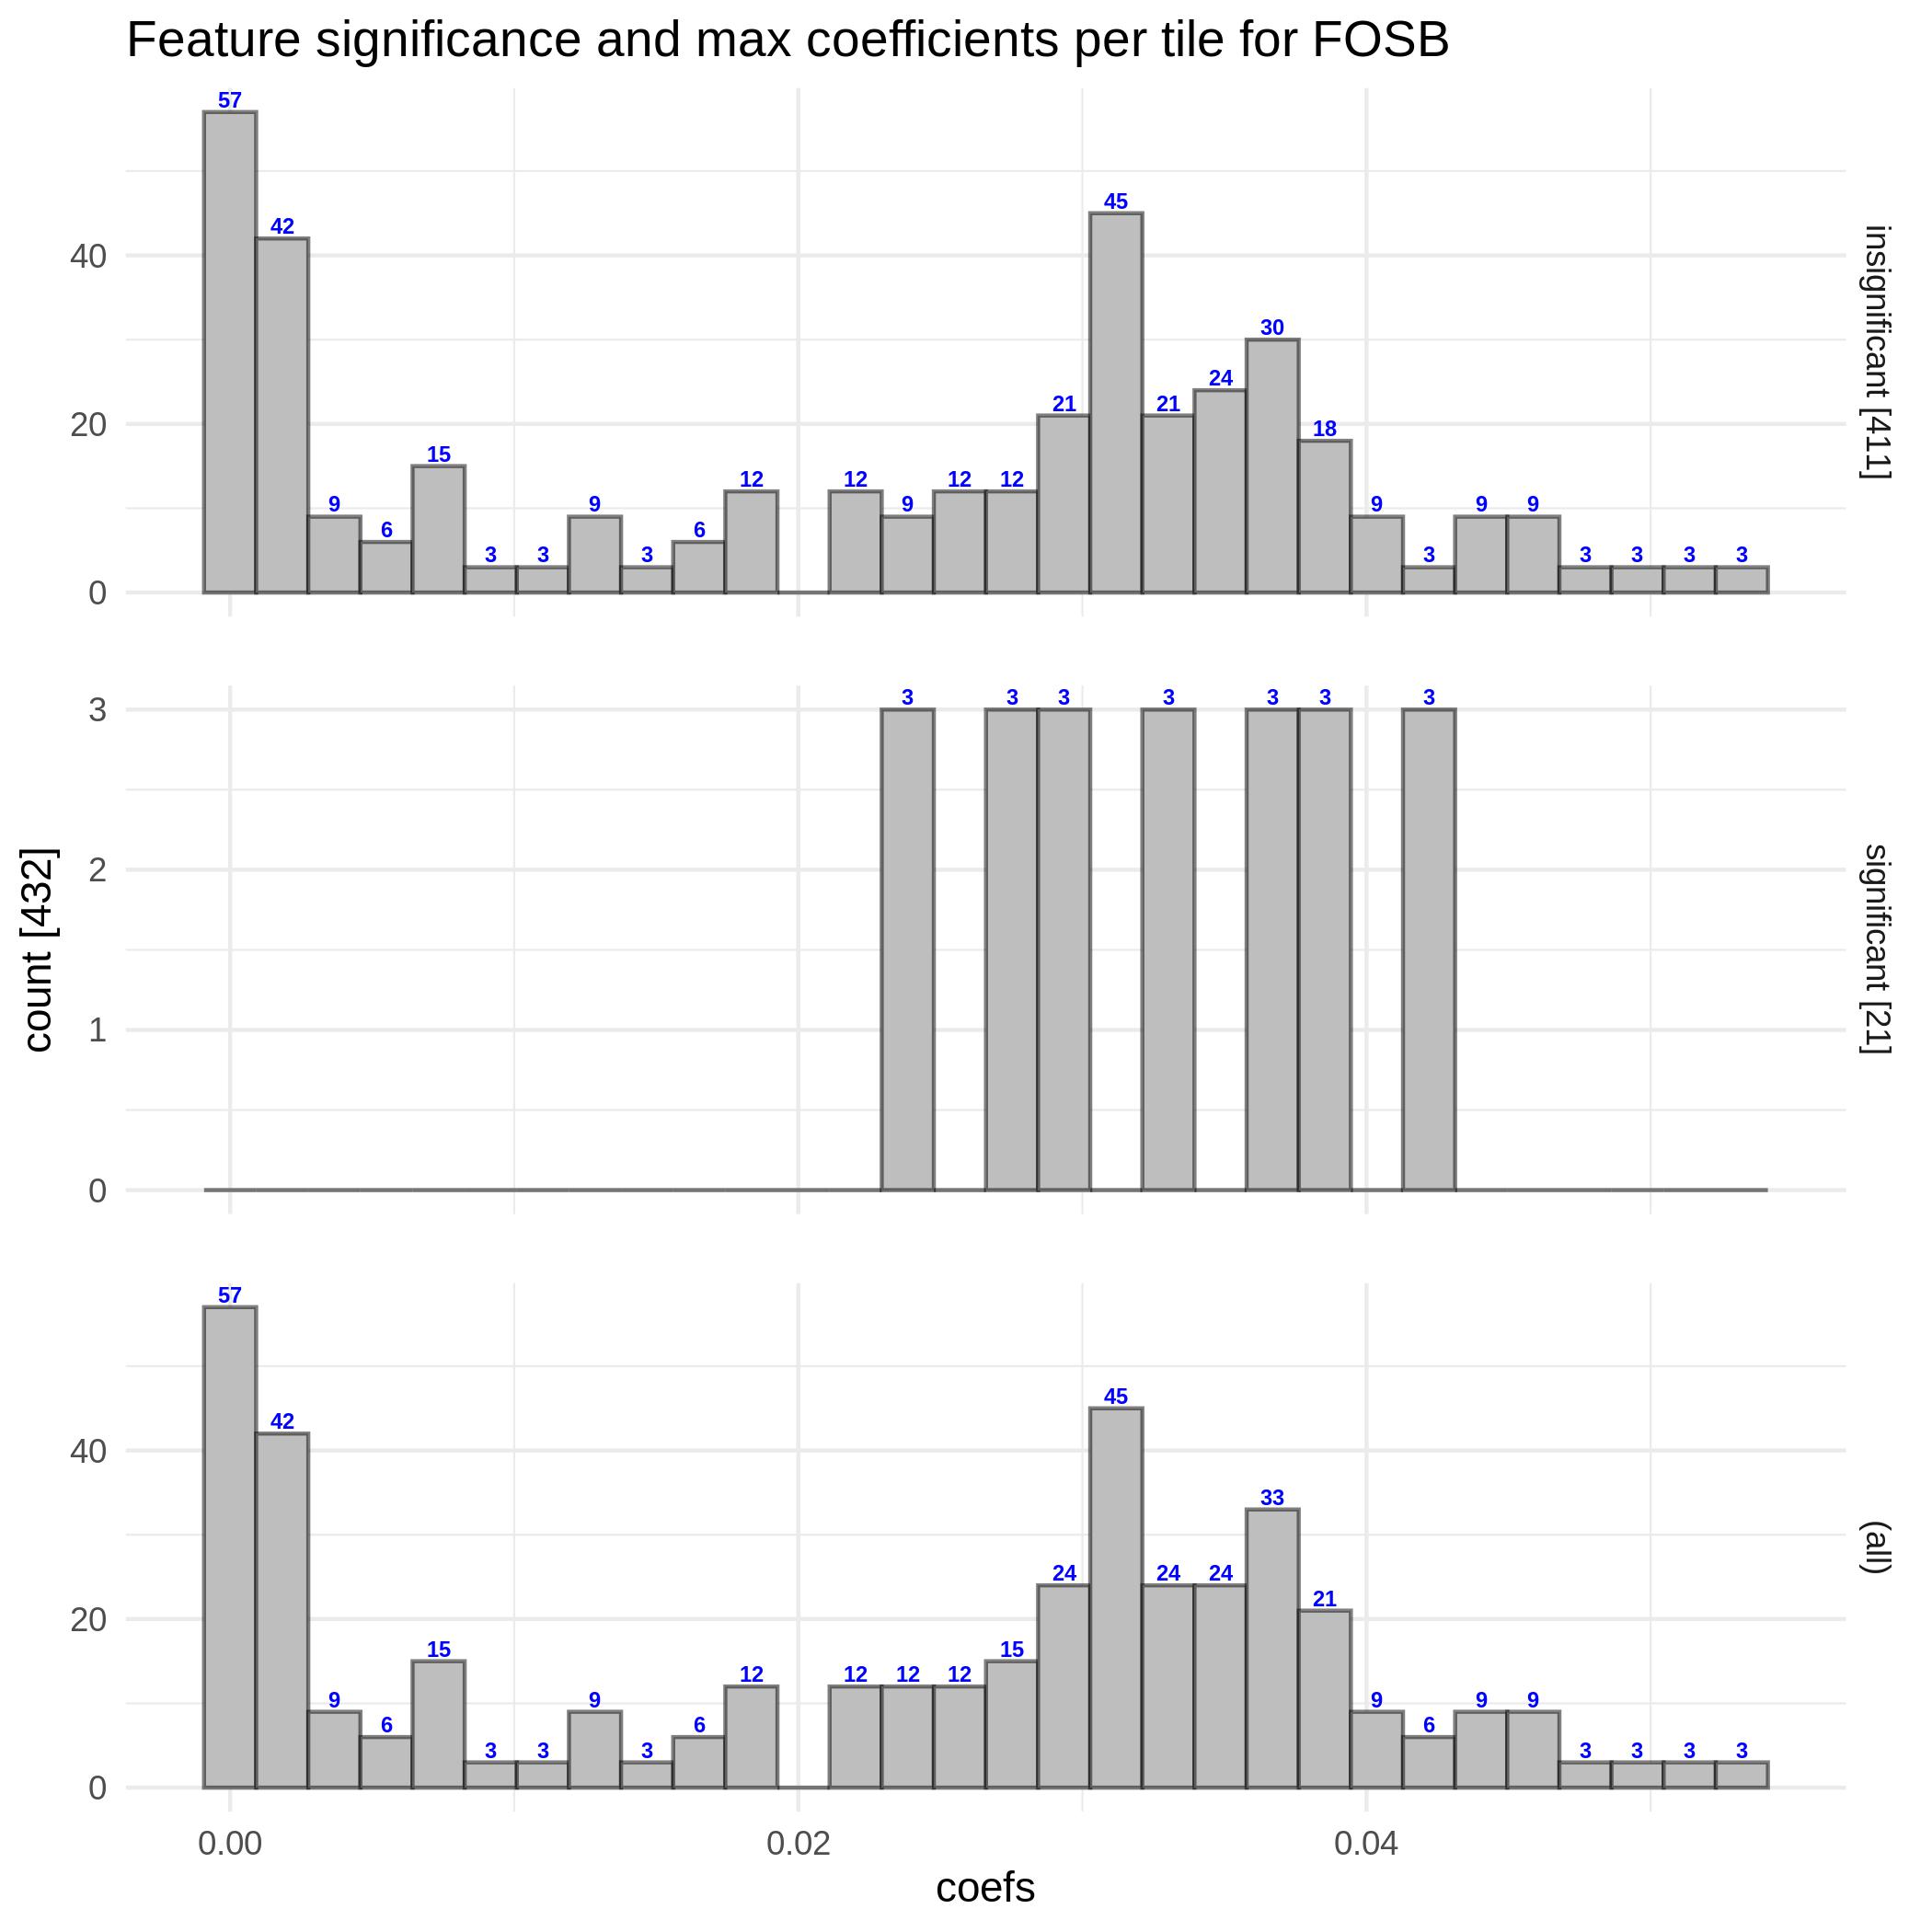 Feature significance and max coefficients per tile for FOSB
57 42 9 6 15 3 3 9 3 6 12 12 9 12 12 21 45 21 24 30 18 9 3 9 9 3 3 3 3
40
20
0
insignificant [411]
3 3 3 3 3 3 3
3
2
1
0
significant [21]
count [432]
57 42 9 6 15 3 3 9 3 6 12 12 12 12 15 24 45 24 24 33 21 9 6 9 9 3 3 3 3
40
20
0
(all)
0.00 0.02 0.04
coefs